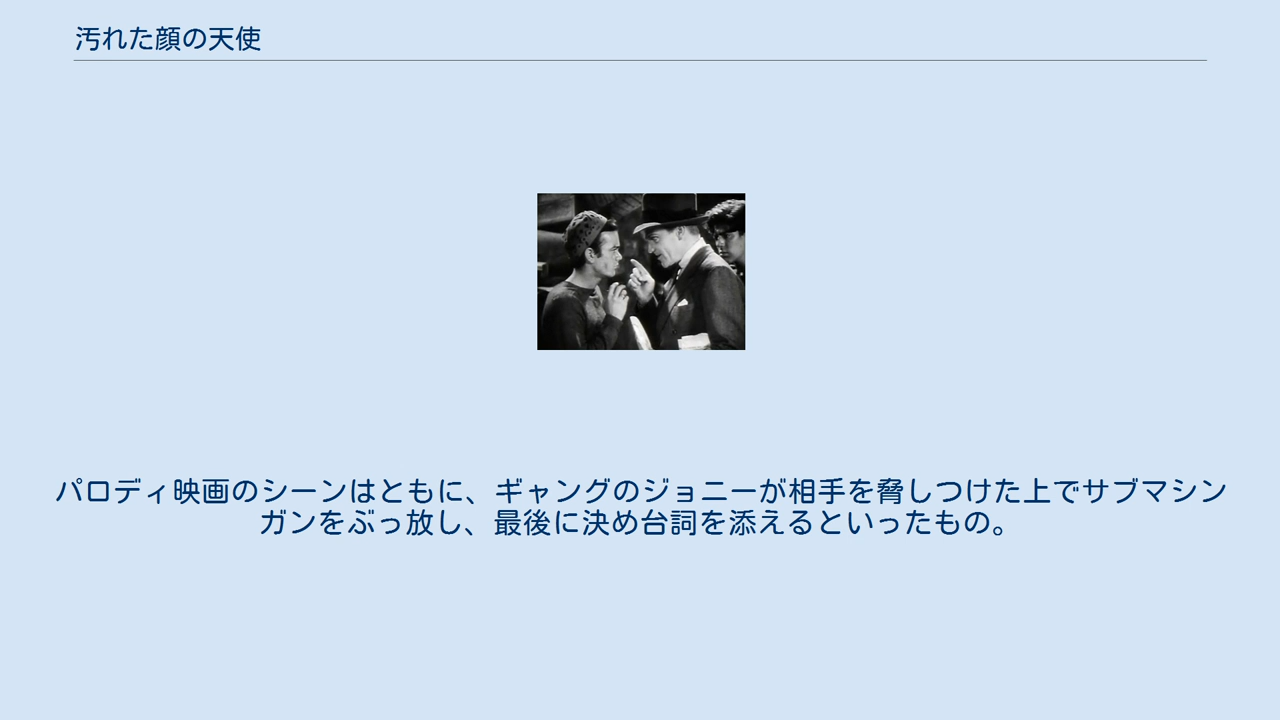 汚れた顔の天使
パロディ映画のシーンはともに、ギャングのジョニーが相手を脅しつけた上でサブマシン
ガンをぶっ放し、最後に決め台詞を添えるといったもの。